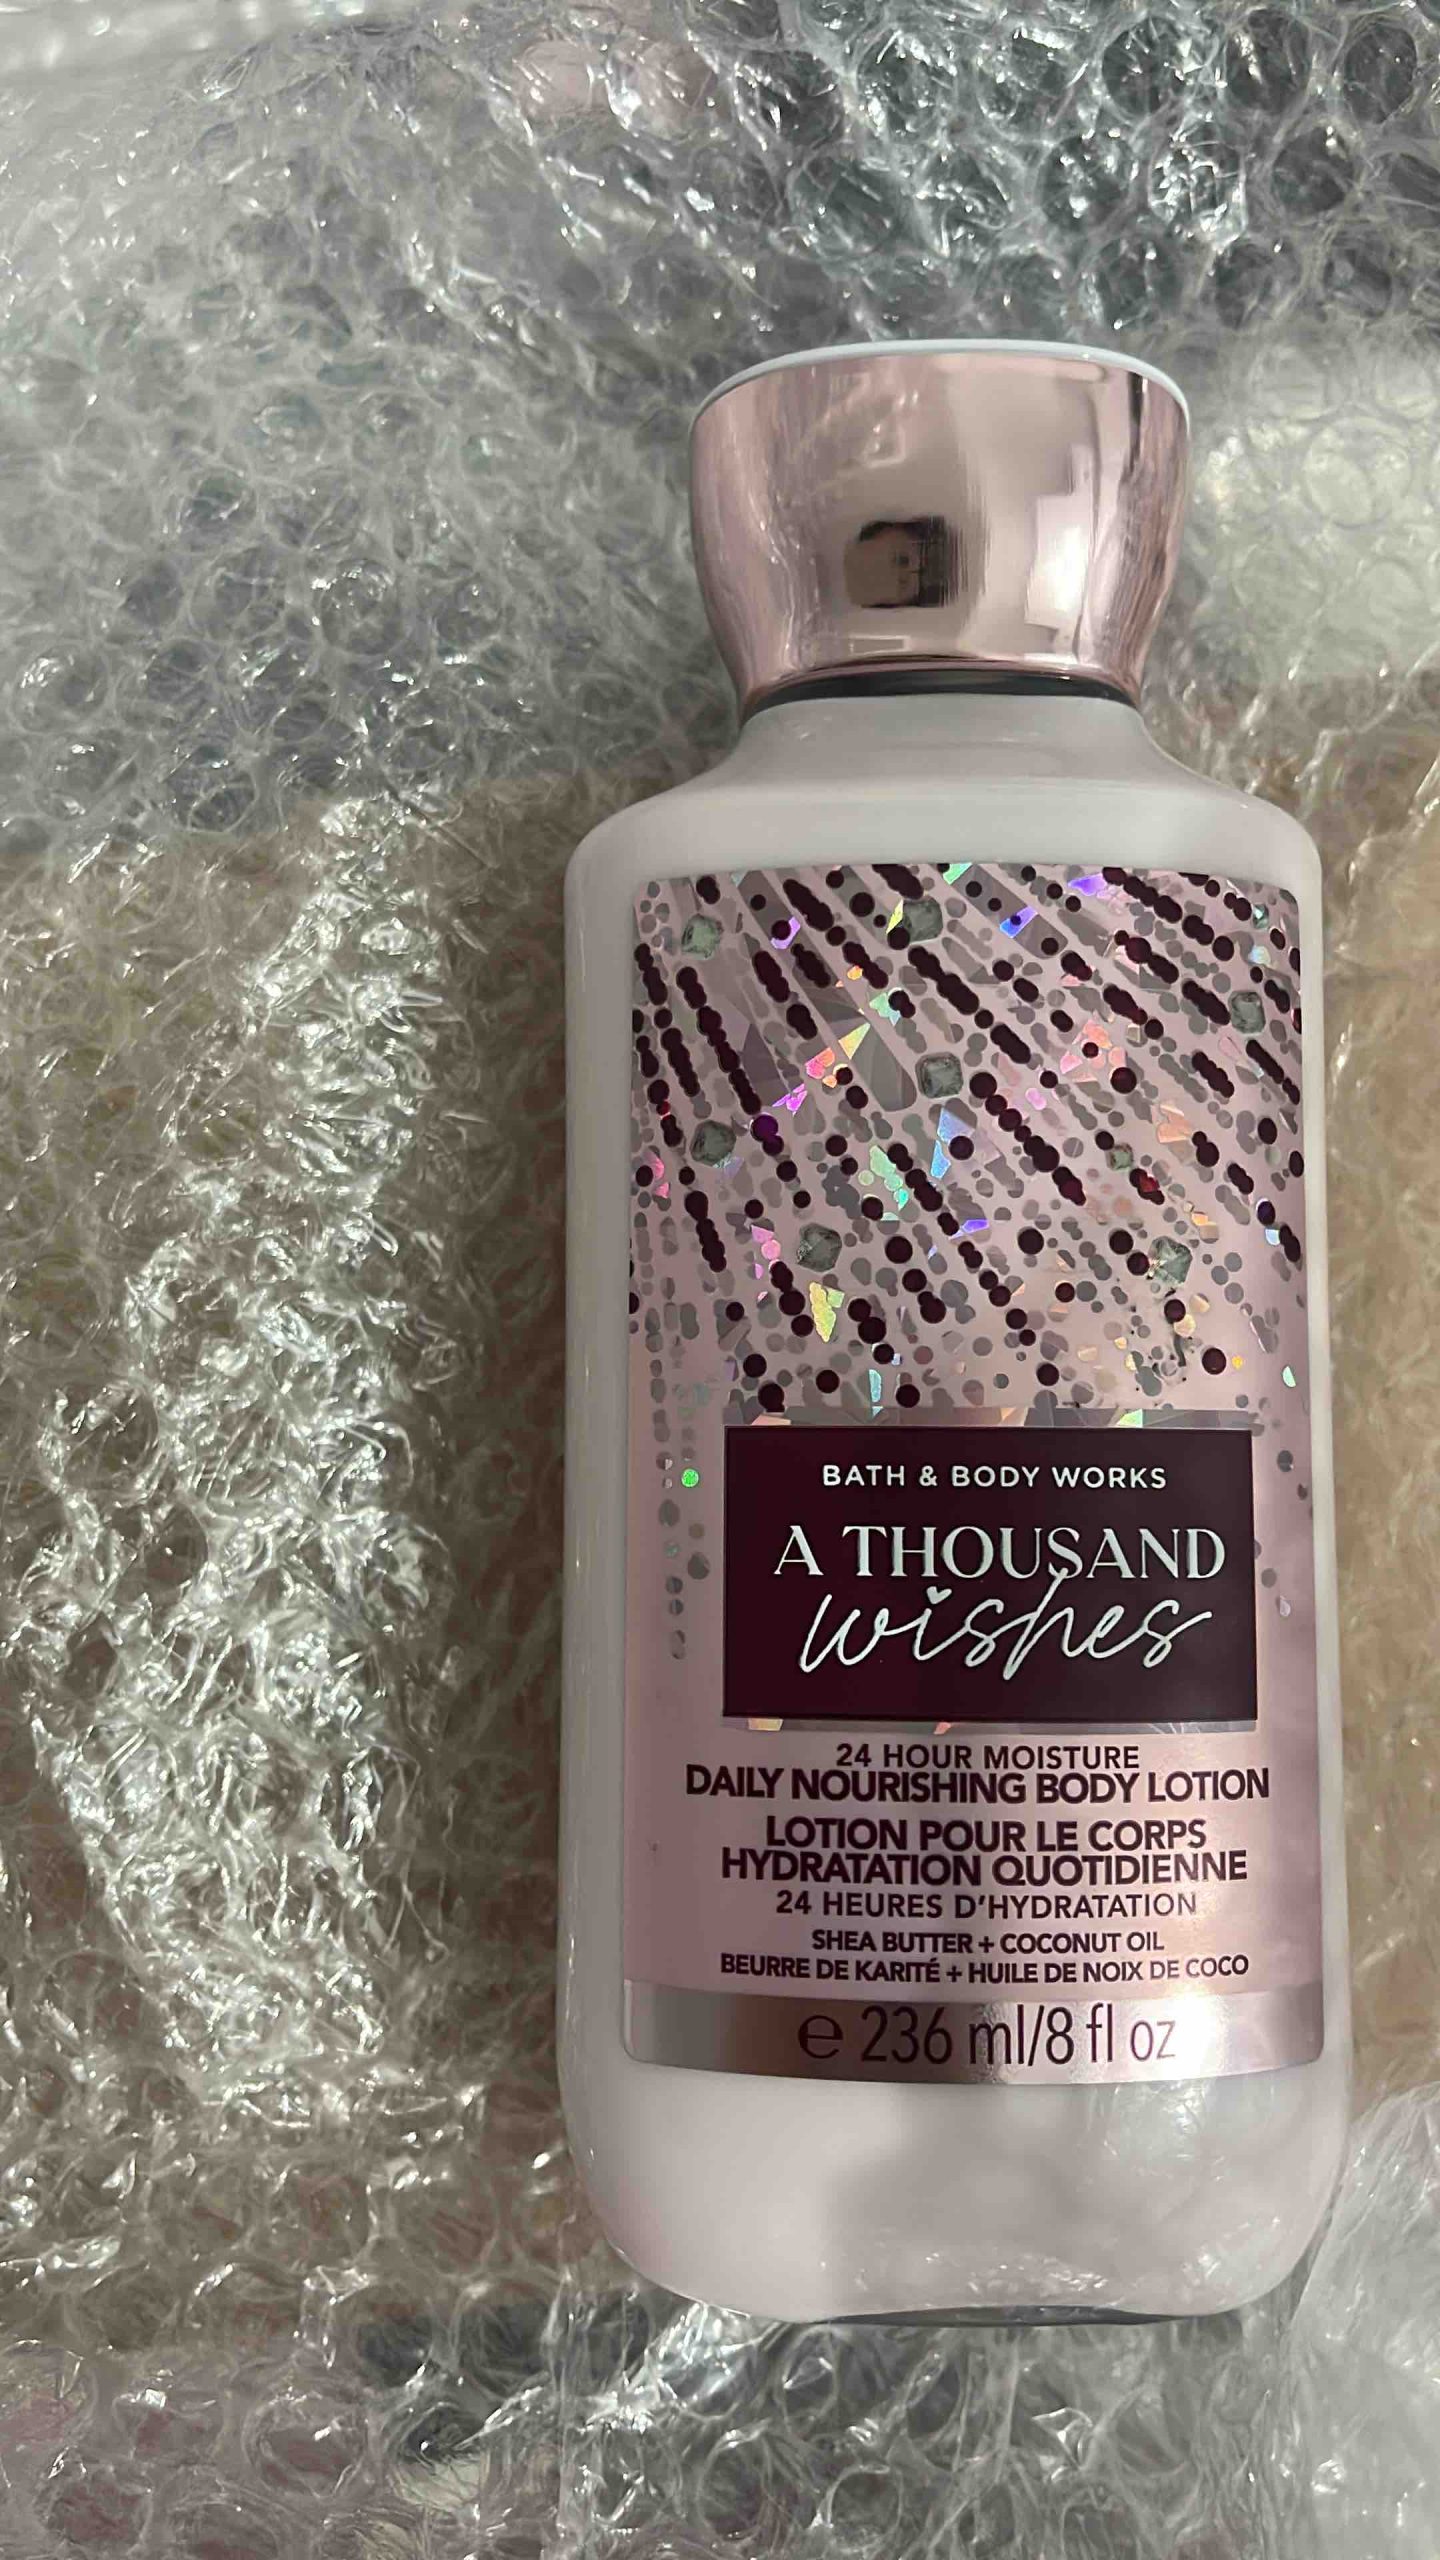 BATH & BODY WORKS
A THOUSAND
wishes
24 HOUR MOISTURE
DAILY NOURISHING BODY LOTION
LOTION POUR LE CORPS
HYDRATATION QUOTIDIENNE
24 HEURES D'HYDRATATION
SHEA BUTTER + COCONUT OIL
BEURRE DE KARITÉ + HUILE DE NOIX DE COCO
e 236 ml/8 fl oz